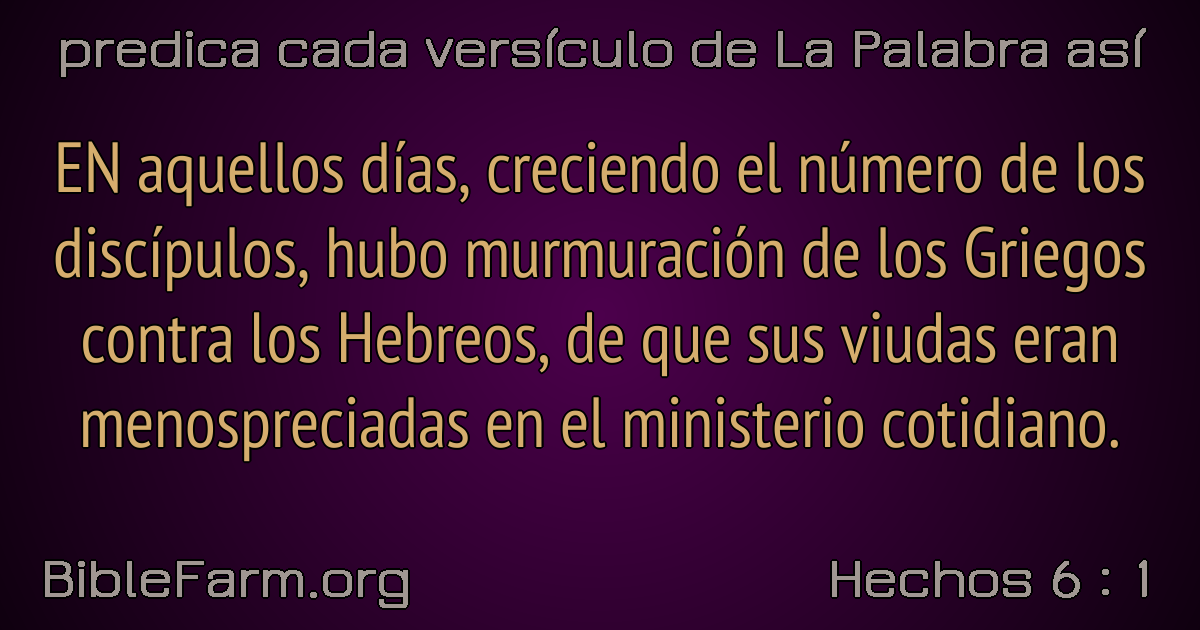 predica cada versículo de La Palabra así
EN aquellos días, creciendo el número de los
discípulos, hubo murmuración de los Griegos
contra los Hebreos, de que sus viudas eran
menospreciadas en el ministerio cotidiano.
BibleFarm.org
Hechos 6 : 1